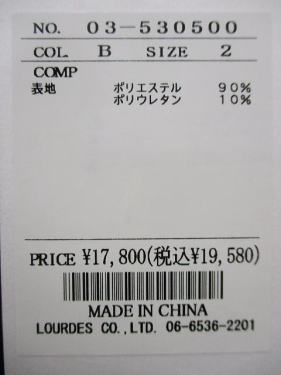 NO. 03-530500
COL. B SIZE 2
COMP
表地 ポリエステル 90%
ポリウレタン 10%
PRICE ¥17,800(税込¥19,580)
MADE IN CHINA
LOURDES CO.,LTD. 06-6536-2201